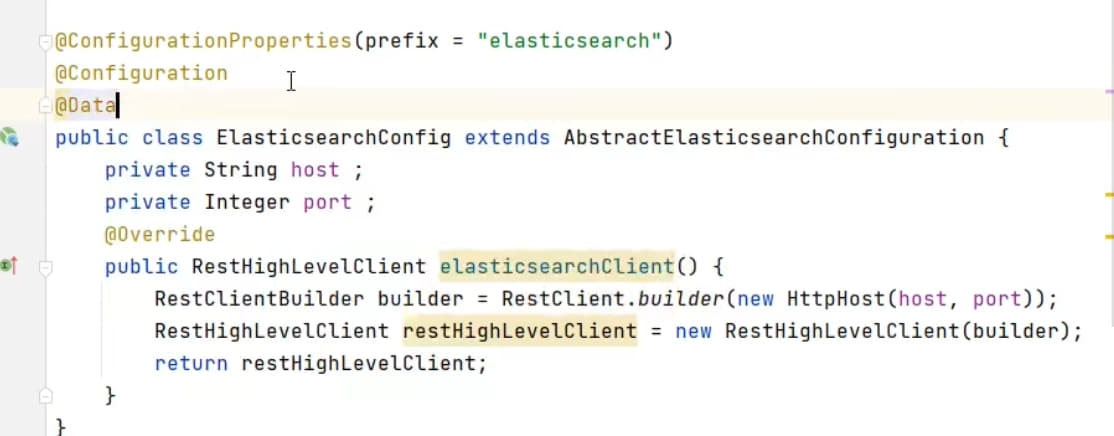 @ConfigurationProperties(prefix = "elasticsearch")
@Configuration
@Data
public class ElasticsearchConfig extends AbstractElasticsearchConfiguration {
    private String host ;
    private Integer port ;
    @Override
    public RestHighLevelClient elasticsearchClient() {
        RestClientBuilder builder = RestClient.builder(new HttpHost(host, port));
        RestHighLevelClient restHighLevelClient = new RestHighLevelClient(builder);
        return restHighLevelClient;
    }
}